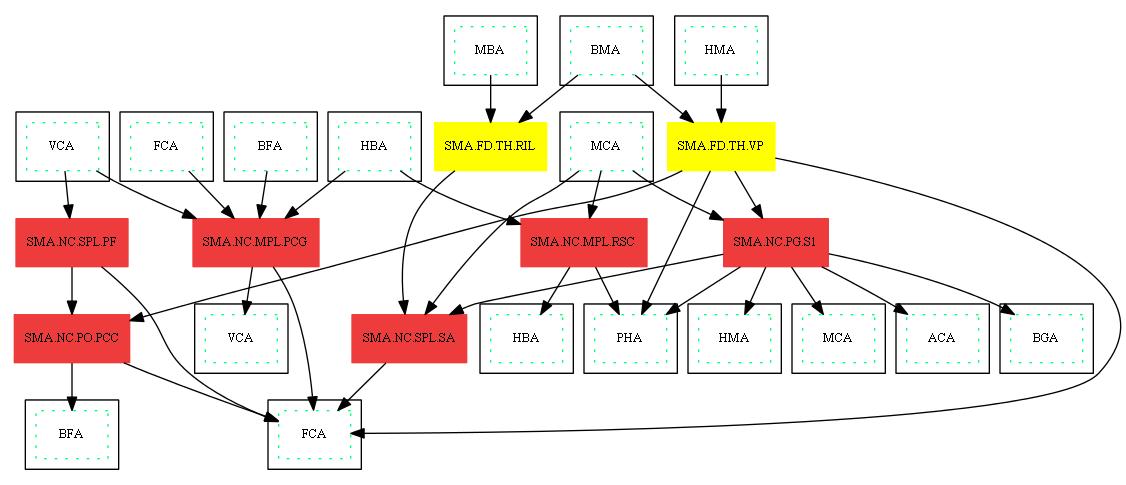 MBA
BMA
HMA
VCA
FCA
BFA
HBA
SMA.FD.TH.RIL
MCA
SMA.FD.TH.VP
SMA.NC.SPL.PF
SMA.NC.MPL.PCG
SMA.NC.MPL.RSC
SMA.NC.PG.S1
SMA.NC.PO.PCC
VCA
SMA.NC.SPL.SA
HBA
PHA
HMA
MCA
ACA
BGA
BFA
FCA